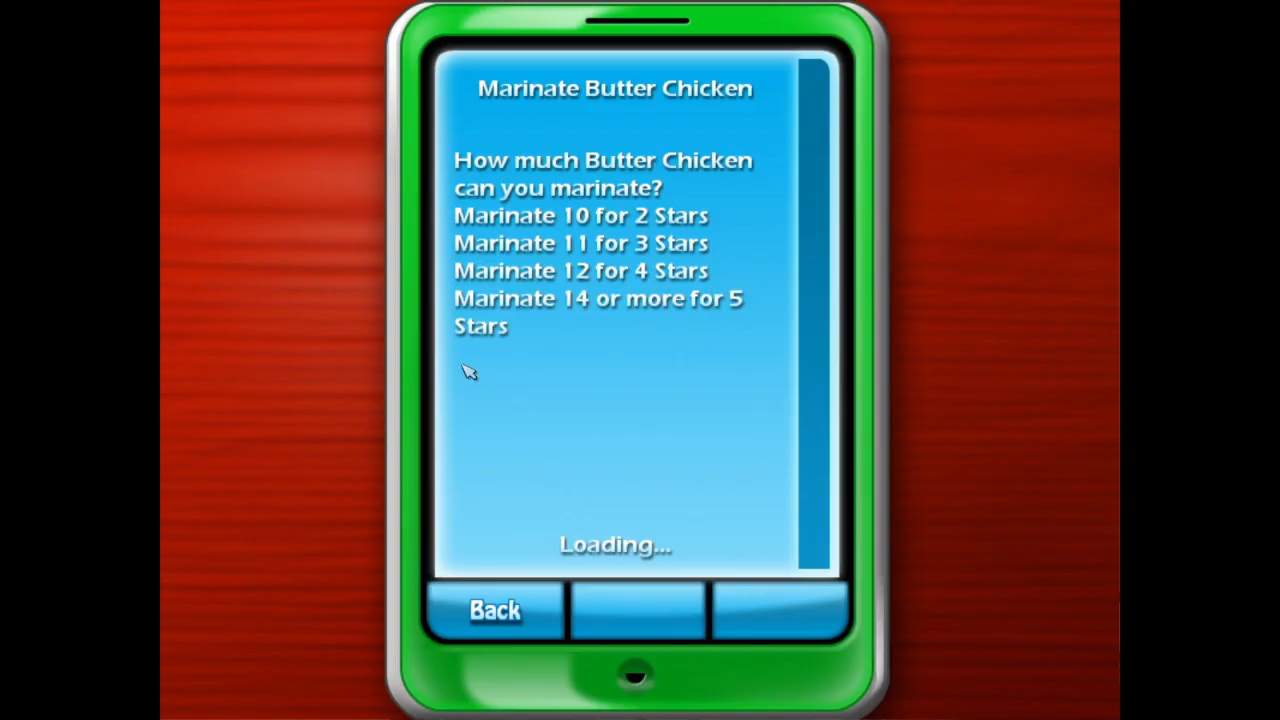 Marinate Butter Chicken
How much Butter Chicken
can you marinate?
Marinate 10 for 2 Stars
Marinate 11 for 3 Stars
Marinate 12 for 4 Stars
Marinate 14 or more for 5
Stars
Loading...
Back